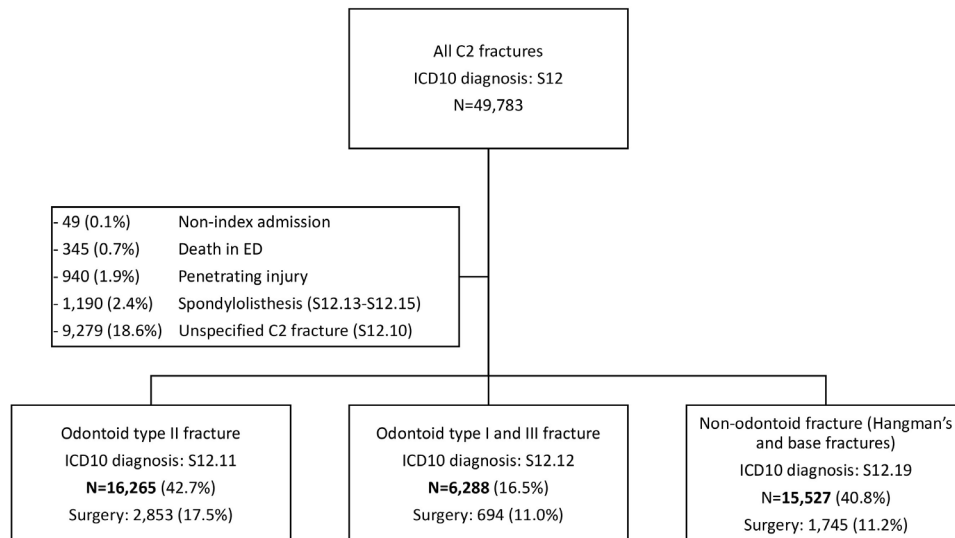 All C2 fractures
ICD10 diagnosis: S12
N=49,783
- 49 (0.1%) Non-index admission
- 345 (0.7%) Death in ED
- 940 (1.9%) Penetrating injury
- 1,190 (2.4%) Spondylolisthesis (S12.13-S12.15)
- 9,279 (18.6%) Unspecified C2 fracture (S12.10)
Odontoid type II fracture
ICD10 diagnosis: S12.11
N=16,265 (42.7%)
Surgery: 2,853 (17.5%)
Odontoid type I and III fracture
ICD10 diagnosis: S12.12
N=6,288 (16.5%)
Surgery: 694 (11.0%)
Non-odontoid fracture (Hangman's
and base fractures)
ICD10 diagnosis: S12.19
N=15,527 (40.8%)
Surgery: 1,745 (11.2%)